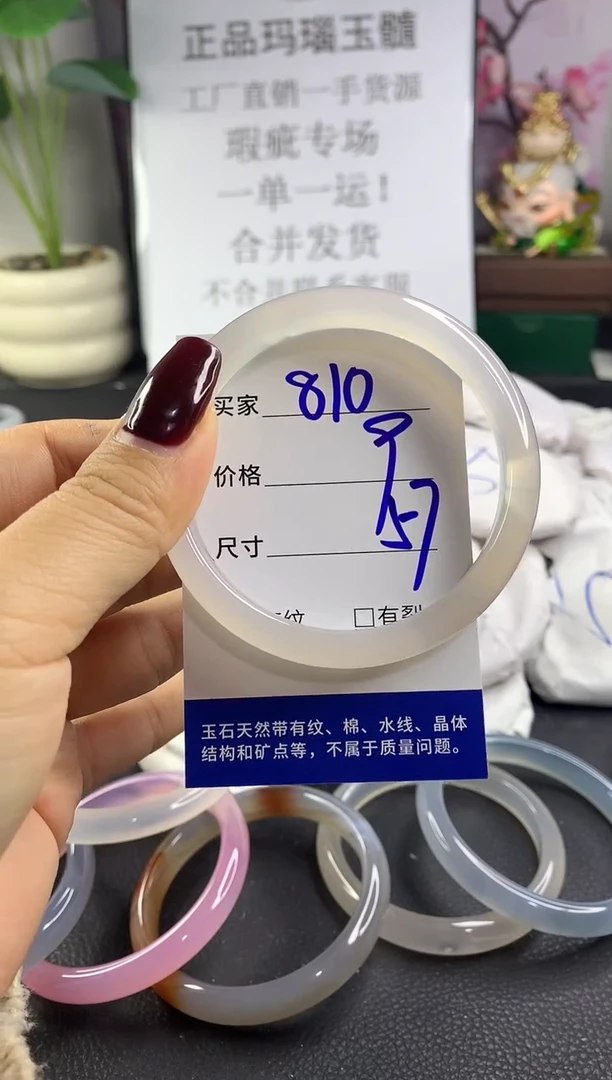 正品玛瑙玉髓
工厂直销一手货源
瑕疵专场
一单一运!
合并发货
买家 810
价格
尺寸 57
纹 □有裂
玉石天然带有纹、棉、水线、晶体
结构和矿点等，不属于质量问题。